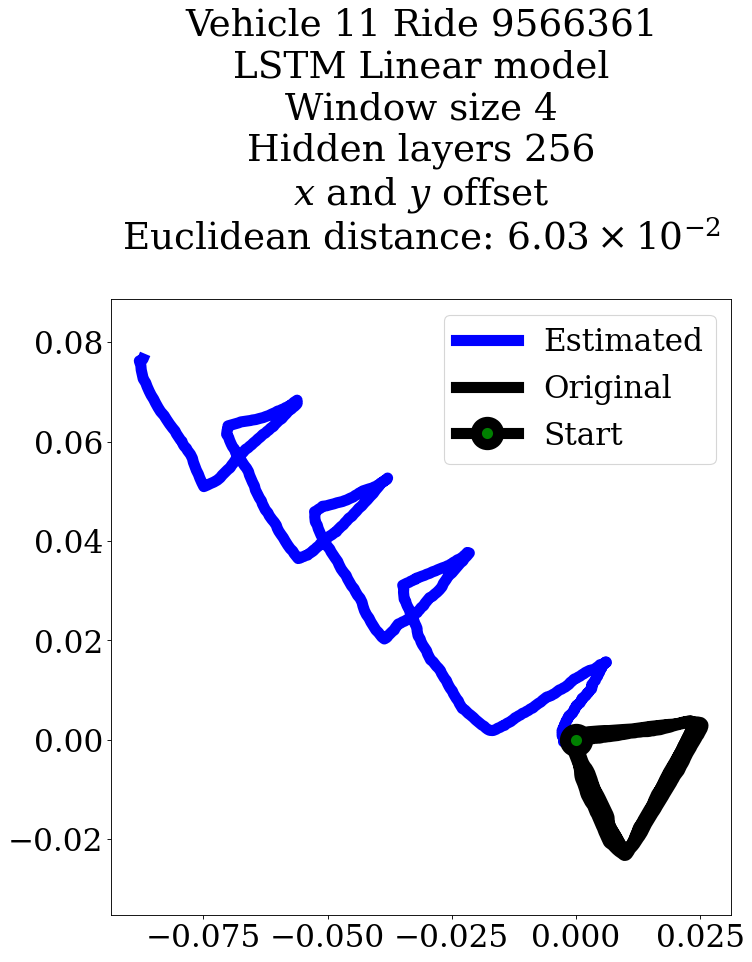 Vehicle 11 Ride 9566361
LSTM Linear model
Window size 4
Hidden layers 256
x and y offset
Euclidean distance: 6.03 × 10⁻²
Estimated
Original
Start
0.08
0.06
0.04
0.02
0.00
−0.02
−0.075 −0.050 −0.025 0.000 0.025